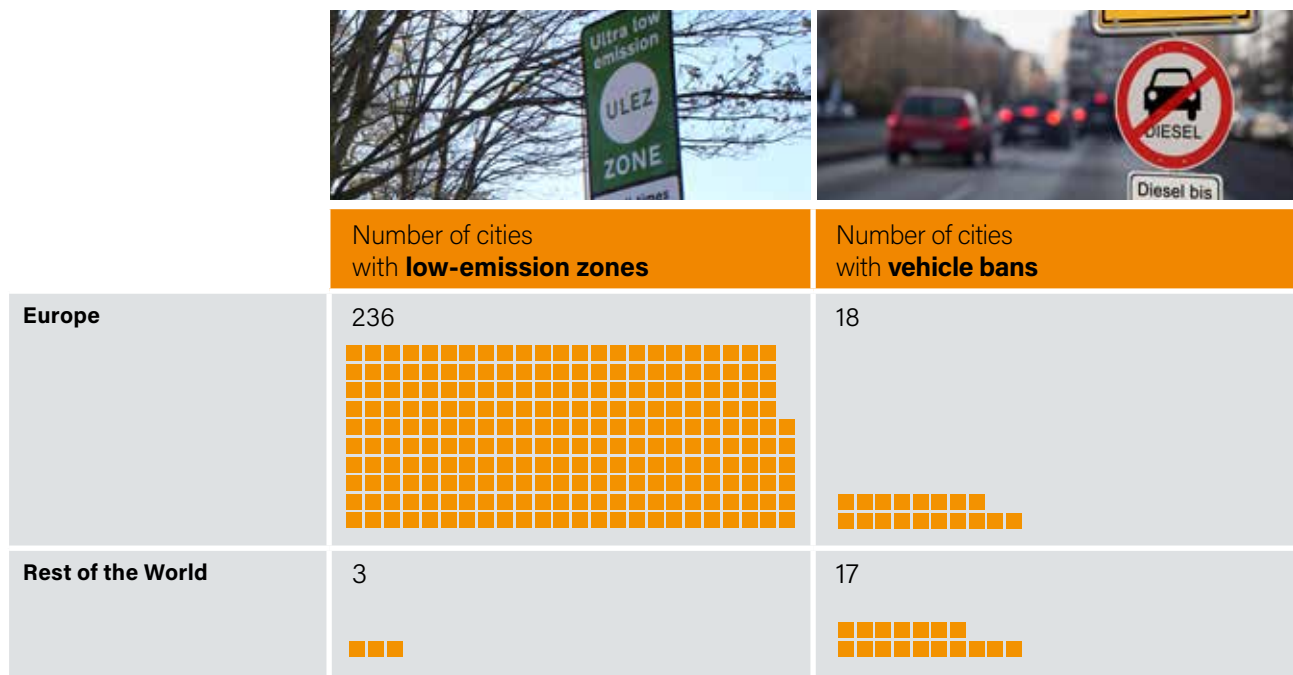 Ultra low
emission
ULEZ
ZONE
times
DIESEL
Diesel bis
Number of cities
with low-emission zones
Number of cities
with vehicle bans
Europe
236
18
Rest of the World
3
17